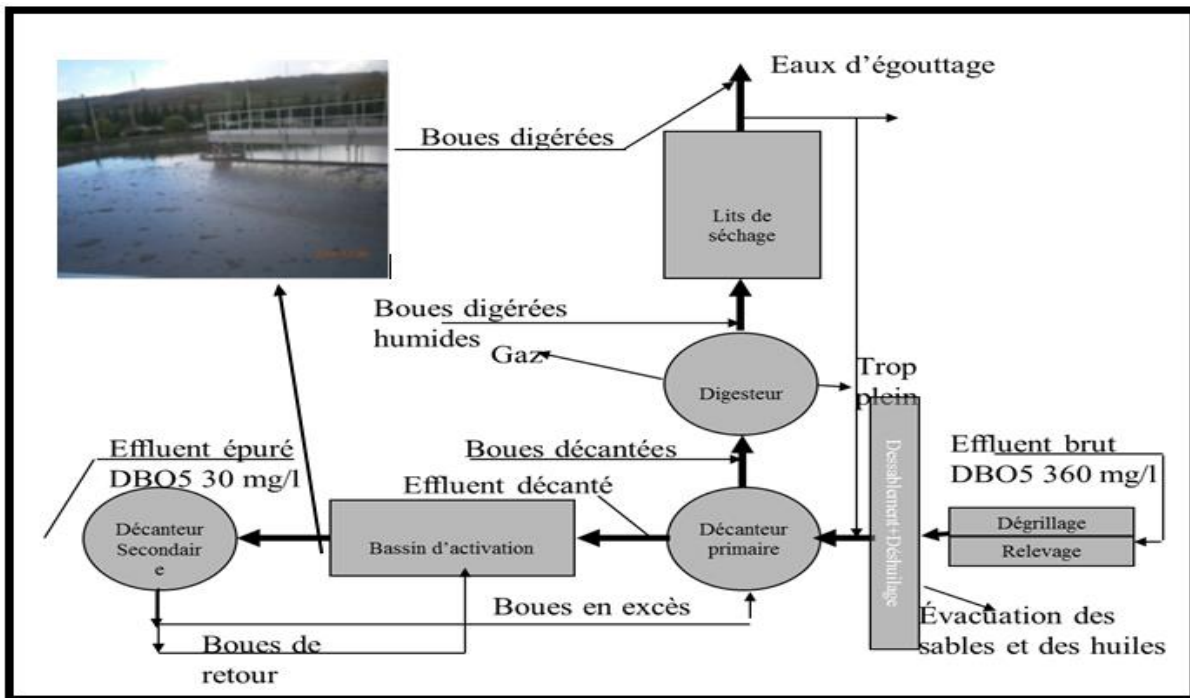 Eaux d'égouttage
Boues digérées
Lits de
séchage
Boues digérées
humides
Gaz
Digesteur
Trop
plein
Boues décantées
Effluent épuré
DBO5 30 mg/l
Effluent décanté
Effluent brut
DBO5 360 mg/l
Décanteur
Secondair
e
Bassin d'activation
Décanteur
primaire
Dessablement+Déshuilage
Dégrillage
Relevage
Boues en excès
Boues de
retour
Évacuation des
sables et des huiles